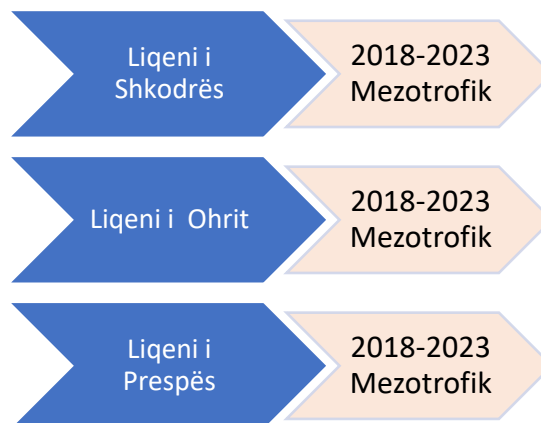 Liqeni i
Shkodrës
2018-2023
Mezotrofik
Liqeni i Ohrit
2018-2023
Mezotrofik
Liqeni i
Prespës
2018-2023
Mezotrofik